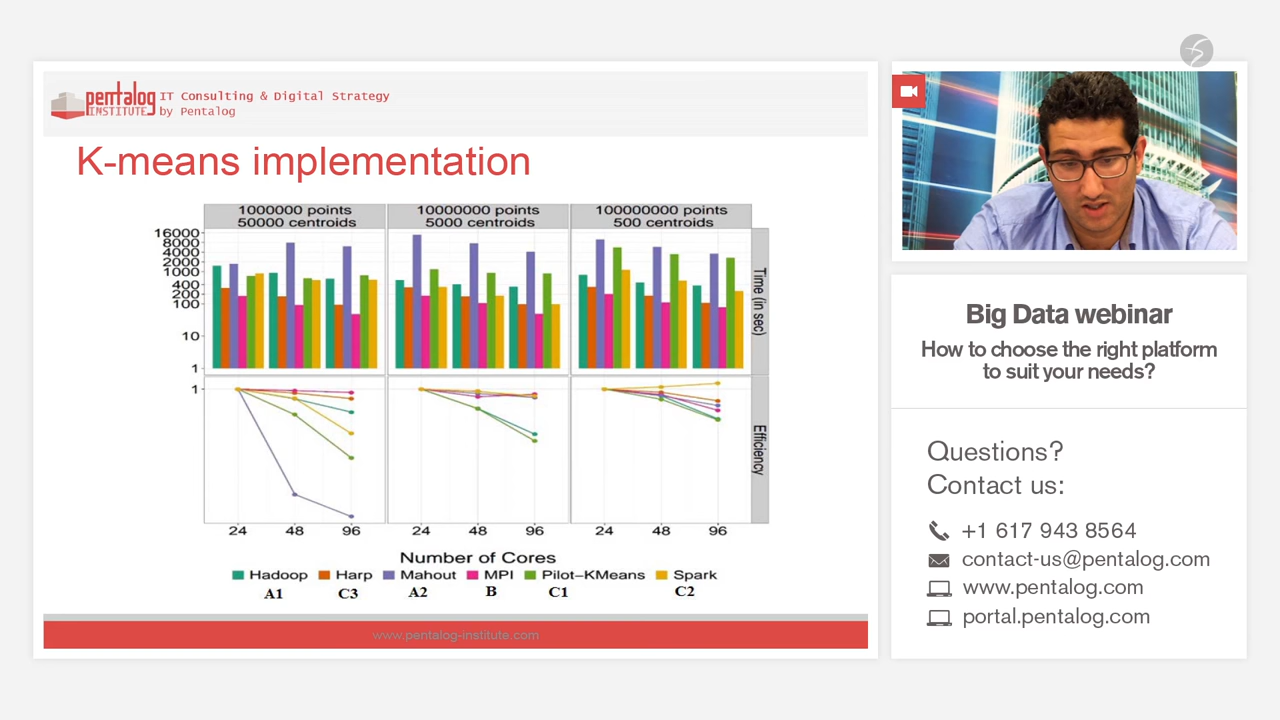 pentalog
INSTITUTE
IT Consulting & Digital Strategy
by Pentalog
K-means implementation
1000000 points
50000 centroids
10000000 points
5000 centroids
100000000 points
500 centroids
16000
8000
4000
2000
1000
400
200
100
10
1
Time (in sec)
1
Efficiency
24 48 96 24 48 96 24 48 96
Number of Cores
Hadoop Harp Mahout MPI Pilot-KMeans Spark
A1 C3 A2 B C1 C2
www.pentalog-institute.com
Big Data webinar
How to choose the right platform
to suit your needs?
Questions?
Contact us:
+1 617 943 8564
contact-us@pentalog.com
www.pentalog.com
portal.pentalog.com